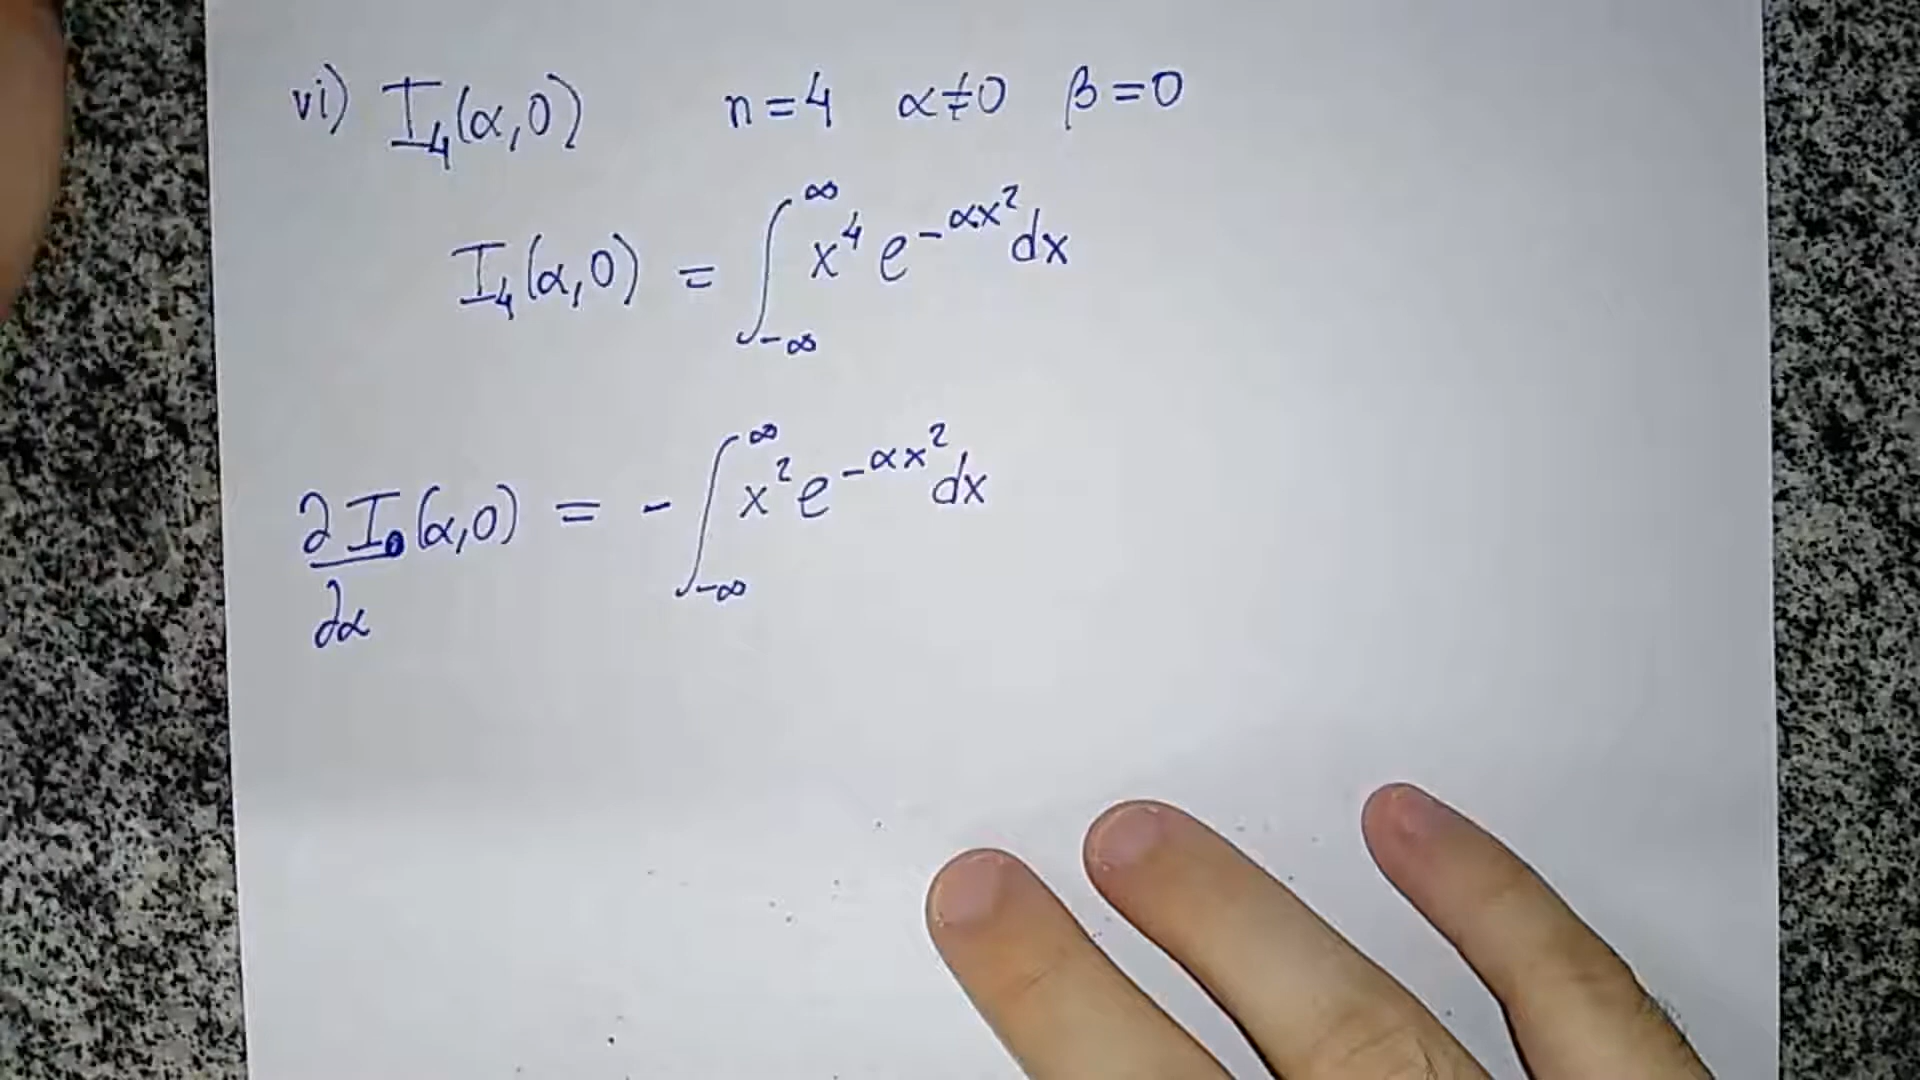 vi) I₄(α,0) n=4 α≠0 β=0
I₄(α,0) = ∫_{-∞}^{∞} x⁴ e^{-αx²} dx
∂I₀(α,0)/∂α = - ∫_{-∞}^{∞} x² e^{-αx²} dx